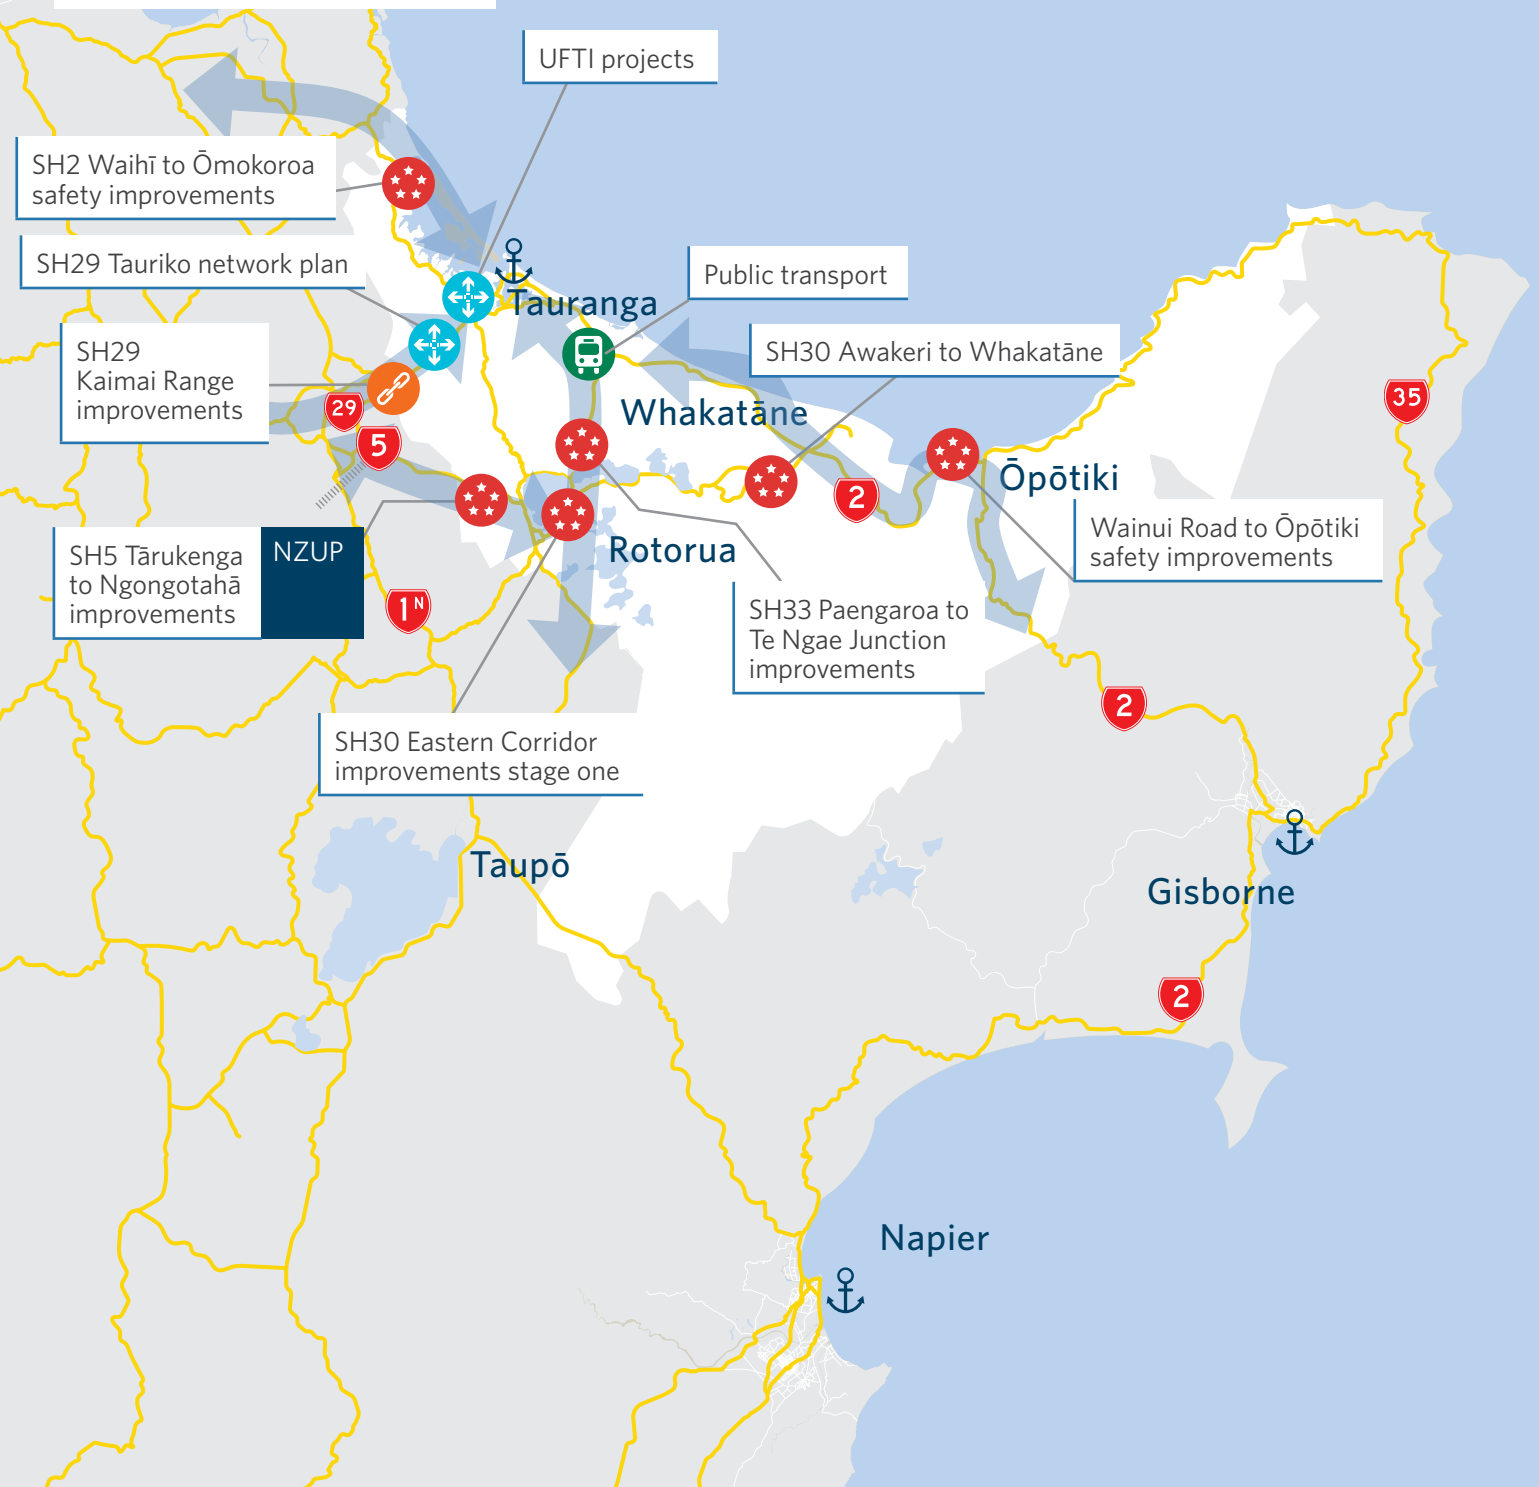 UFTI projects
SH2 Waihī to Ōmokoroa
safety improvements
SH29 Tauriko network plan
Public transport
Tauranga
SH29
Kaimai Range
improvements
SH30 Awakeri to Whakatāne
29
5
35
Whakatāne
2
Ōpōtiki
Wainui Road to Ōpōtiki
safety improvements
SH5 Tārukenga
to Ngongotahā
improvements
NZUP
Rotorua
1N
SH33 Paengaroa to
Te Ngae Junction
improvements
2
SH30 Eastern Corridor
improvements stage one
Taupō
Gisborne
2
Napier